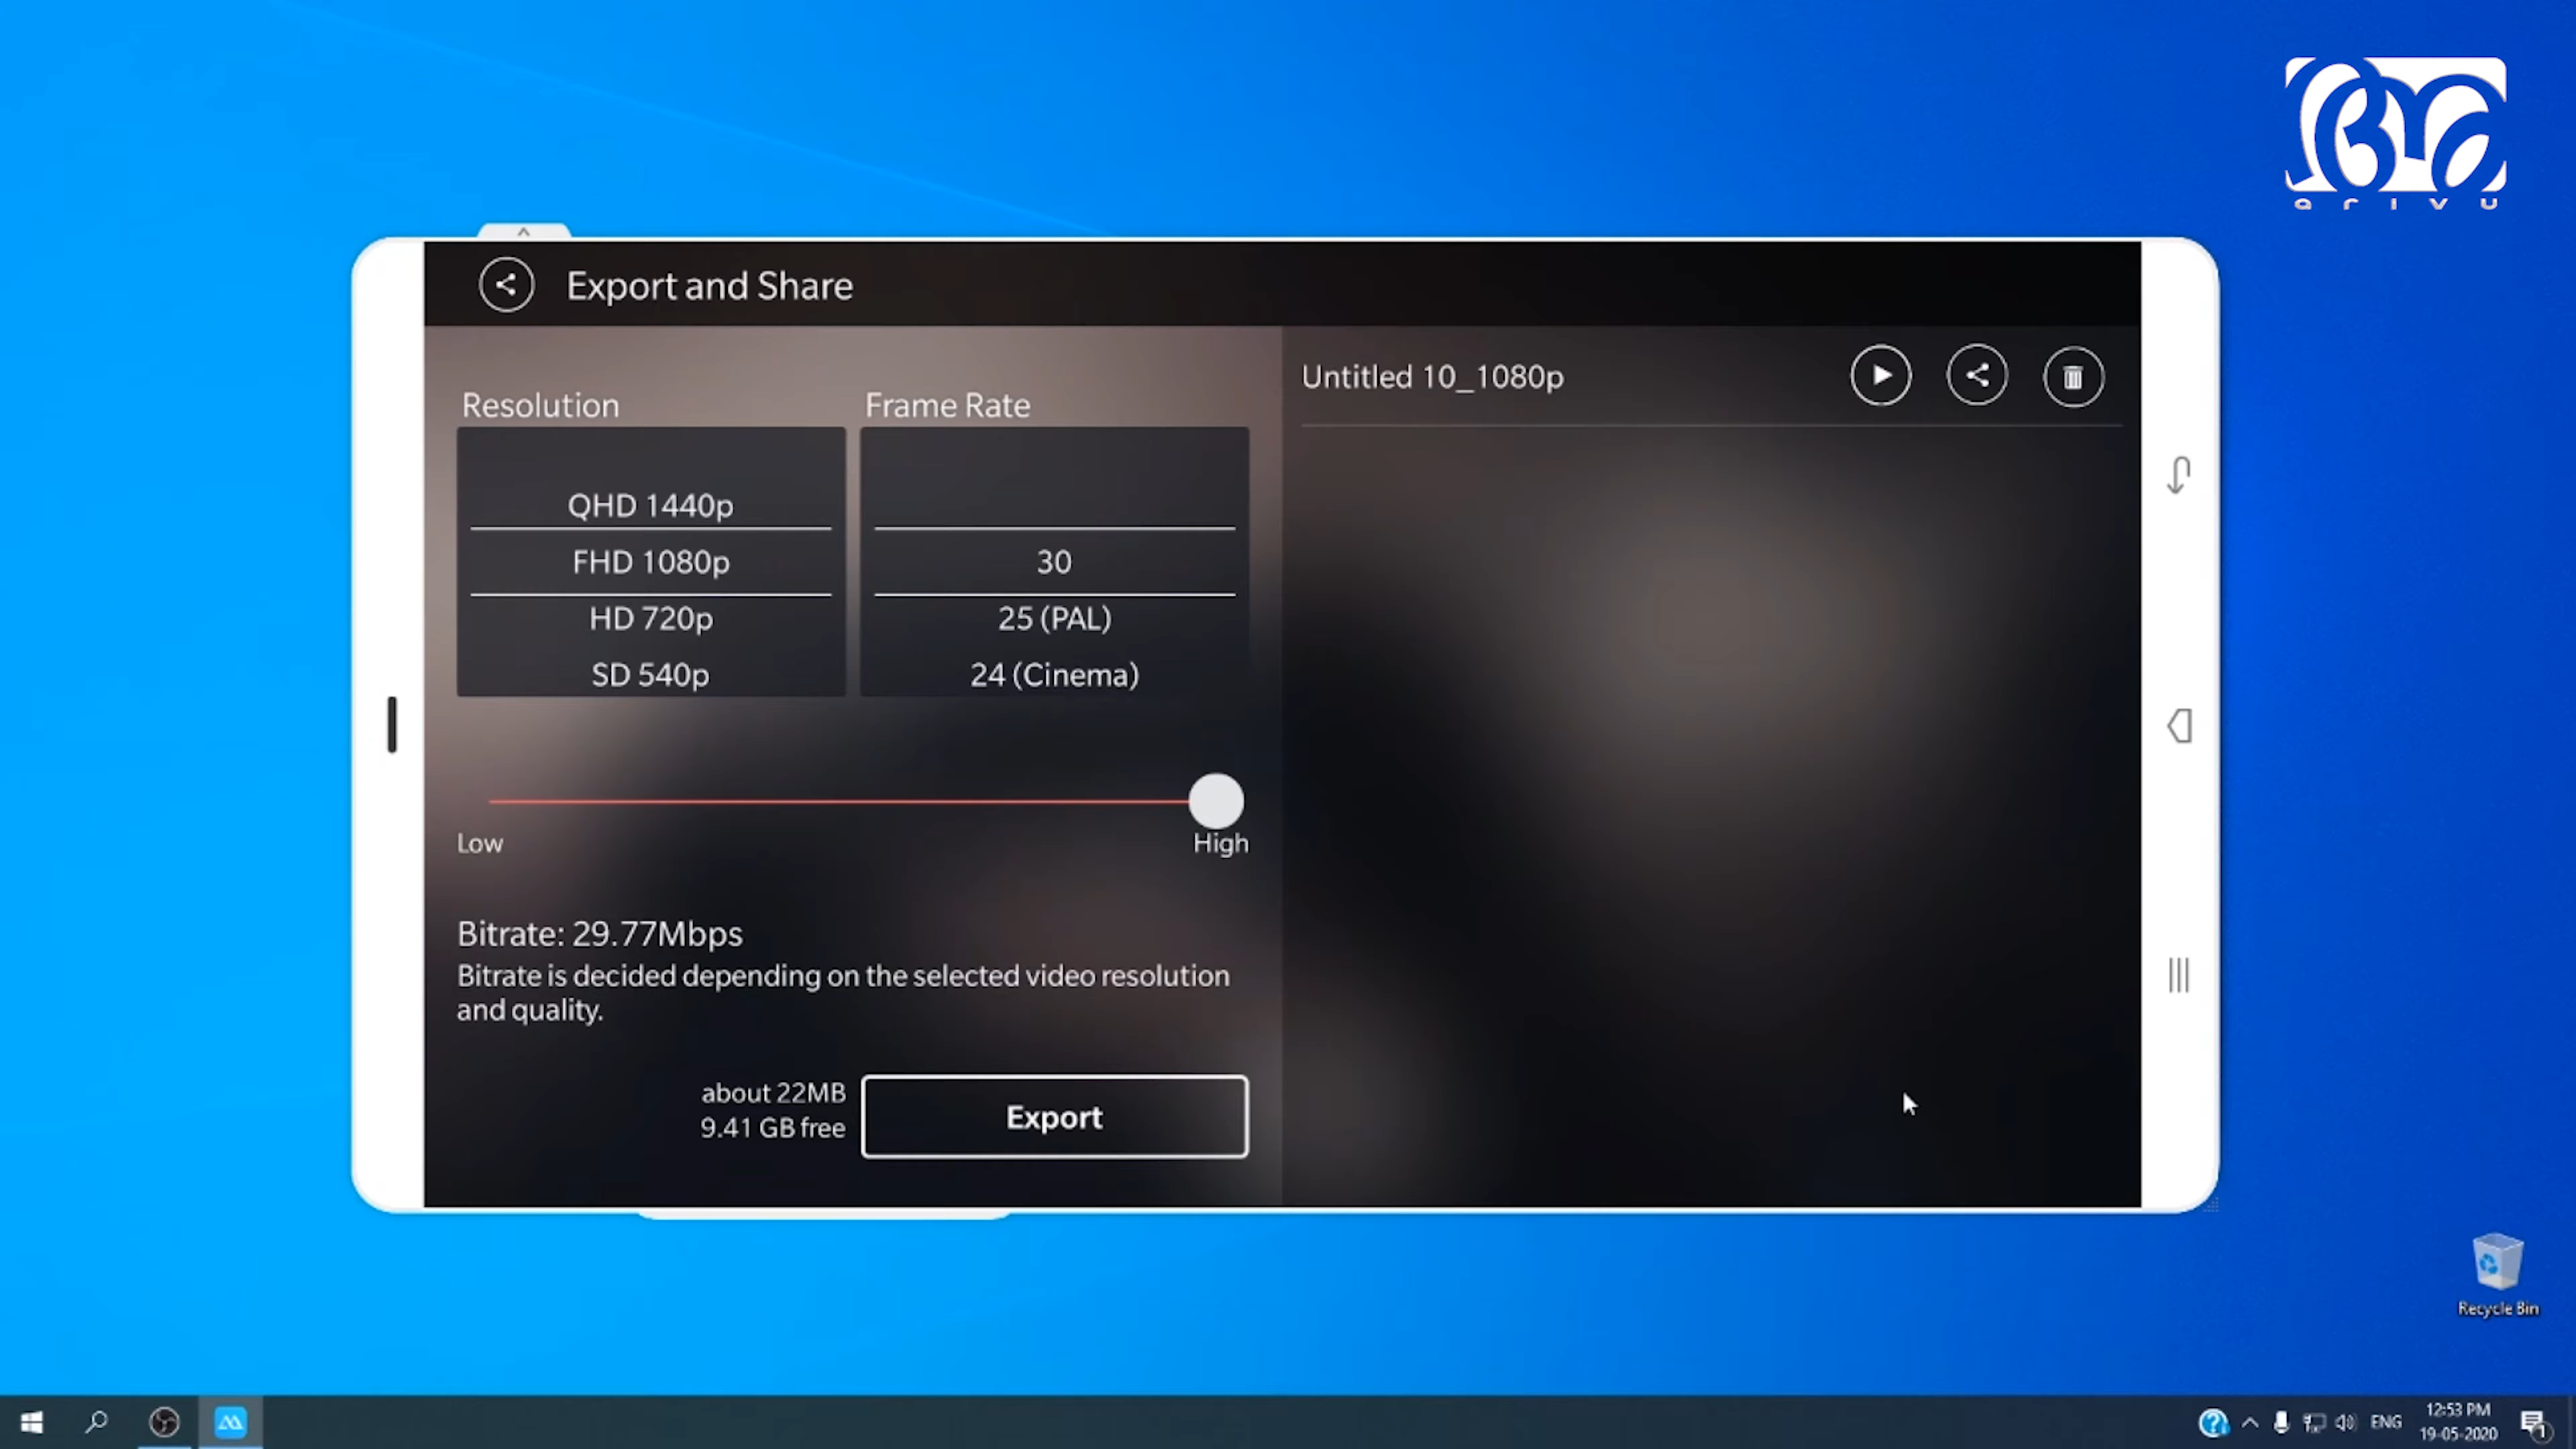 arivu
Export and Share
Resolution
Frame Rate
Untitled 10_1080p
QHD 1440p
FHD 1080p
HD 720p
SD 540p
30
25 (PAL)
24 (Cinema)
Low
High
Bitrate: 29.77Mbps
Bitrate is decided depending on the selected video resolution
and quality.
about 22MB
9.41 GB free
Export
Recycle Bin
ENG
12:53 PM
19-05-2020
1